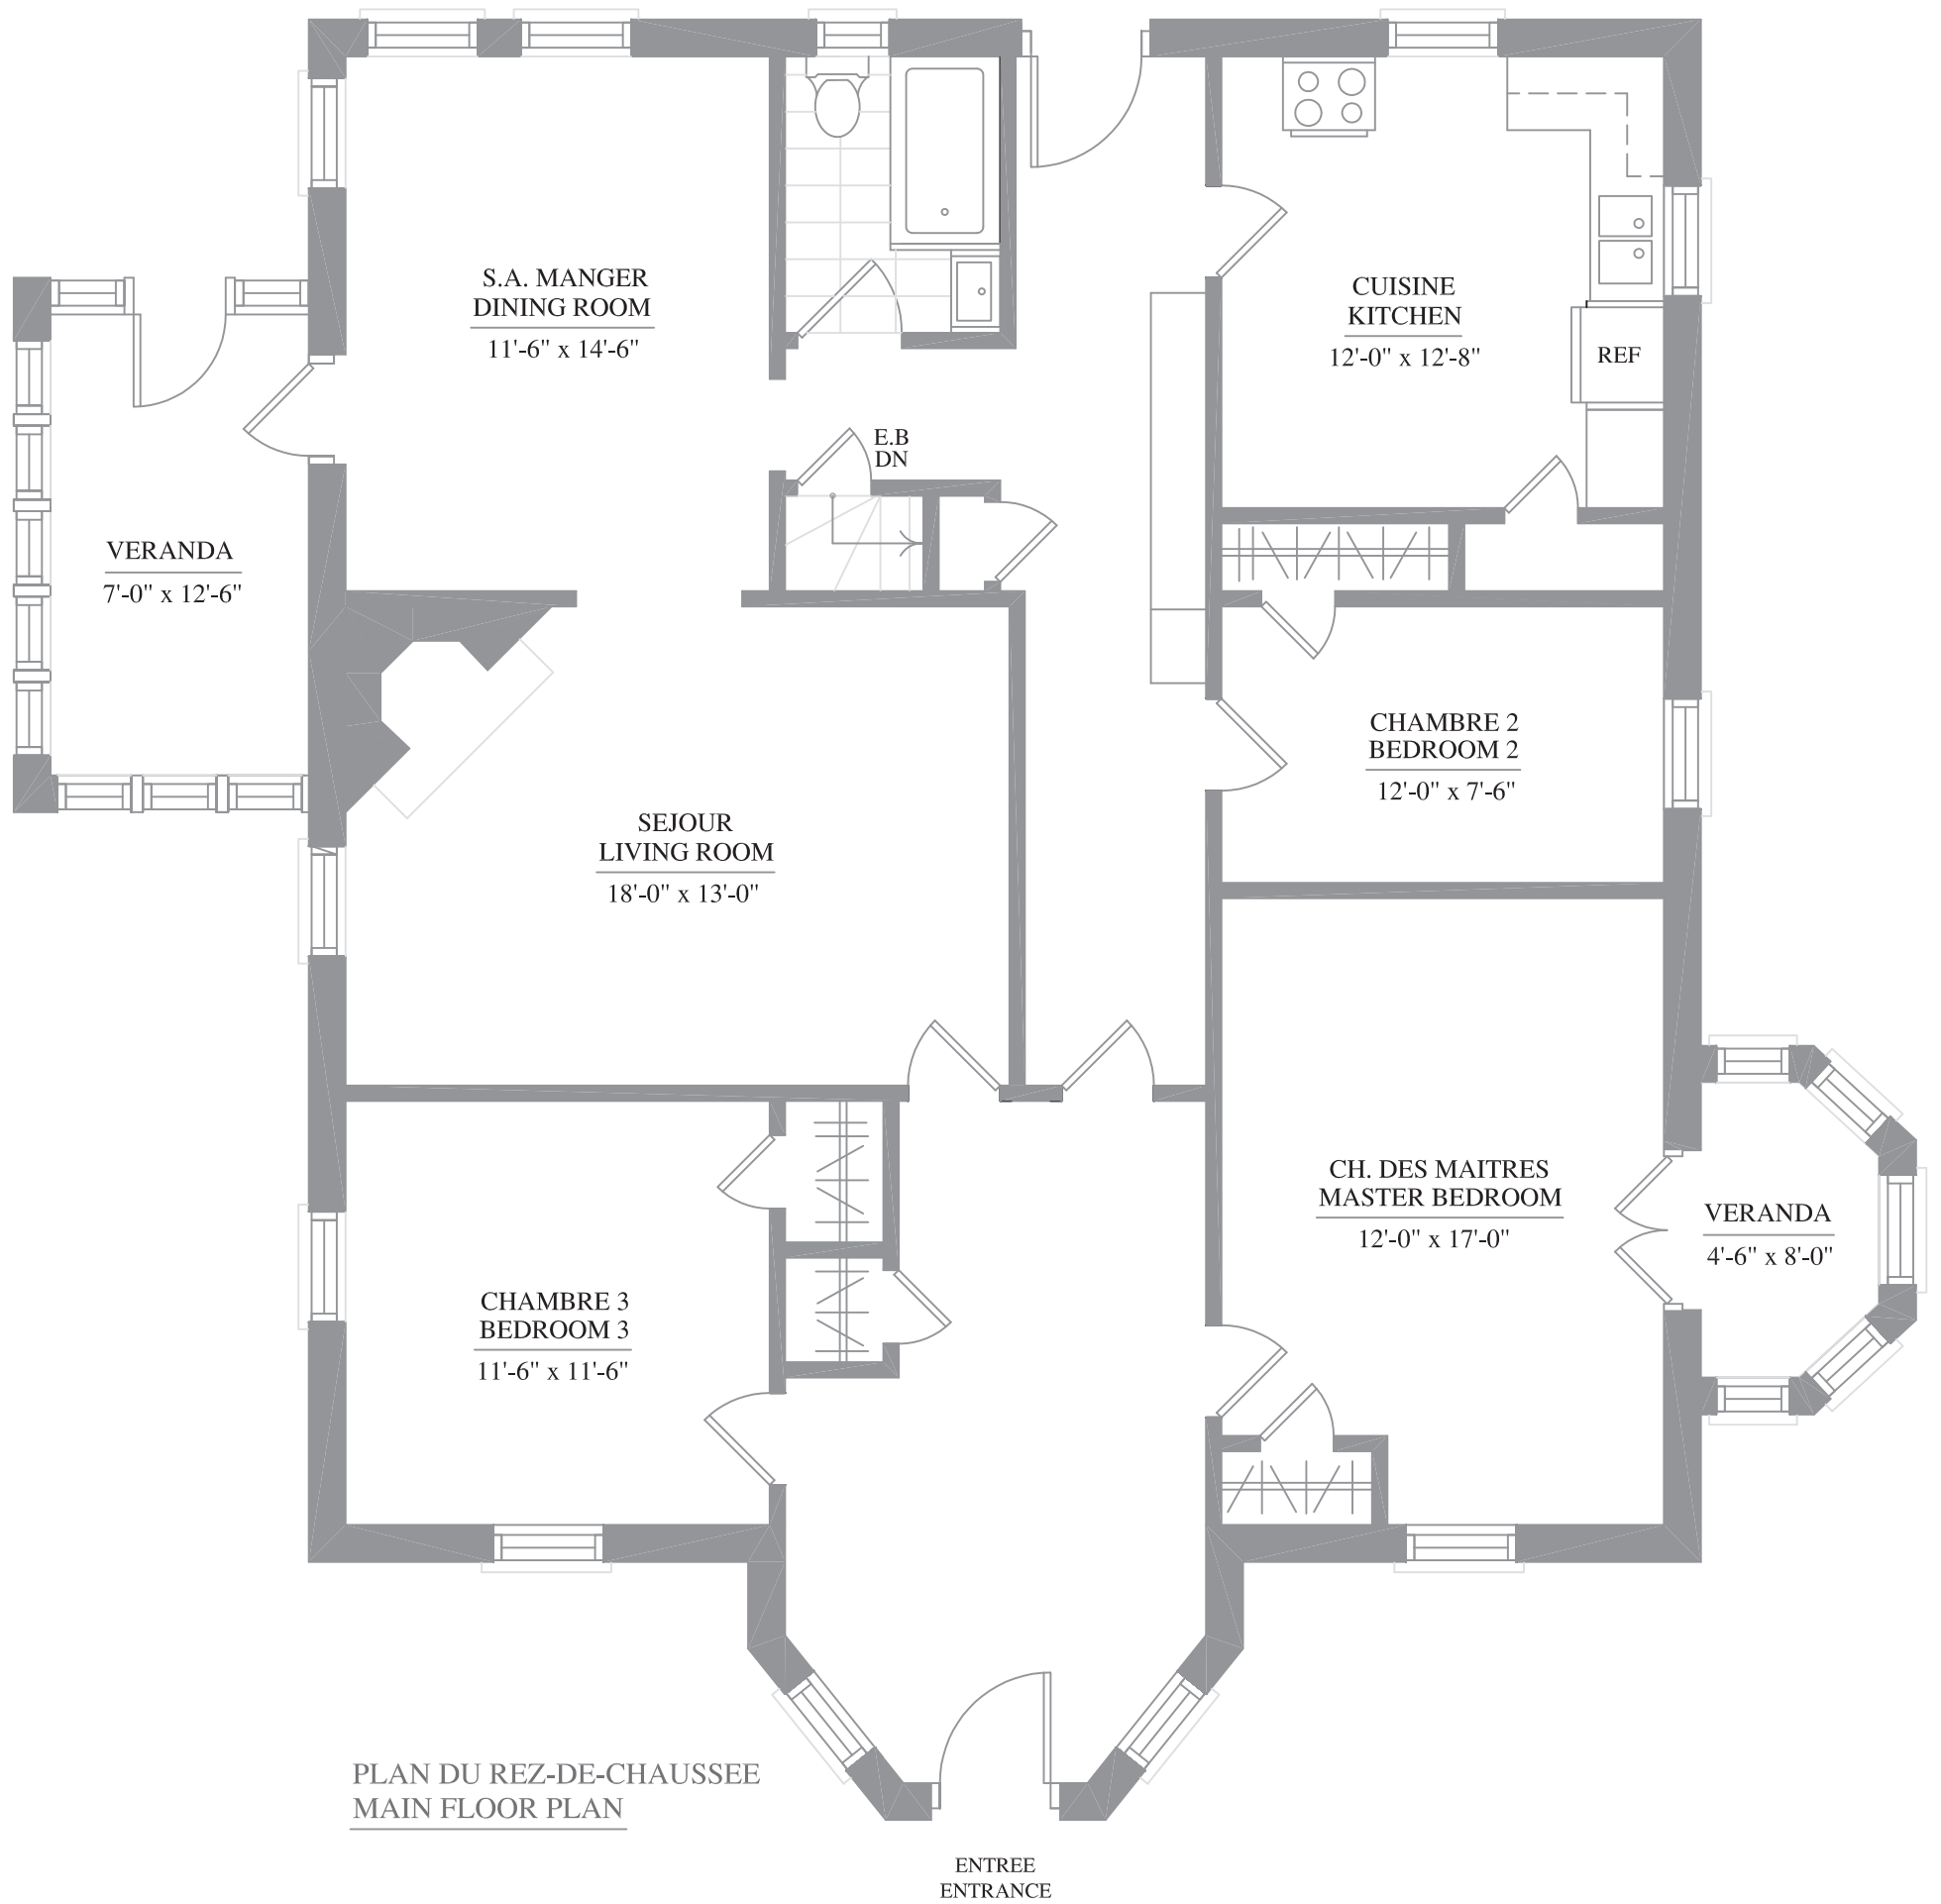 S.A. MANGER
DINING ROOM
11'-6" x 14'-6"
CUISINE
KITCHEN
12'-0" x 12'-8"
REF
E.B
DN
VERANDA
7'-0" x 12'-6"
CHAMBRE 2
BEDROOM 2
12'-0" x 7'-6"
SEJOUR
LIVING ROOM
18'-0" x 13'-0"
CH. DES MAITRES
MASTER BEDROOM
12'-0" x 17'-0"
VERANDA
4'-6" x 8'-0"
CHAMBRE 3
BEDROOM 3
11'-6" x 11'-6"
PLAN DU REZ-DE-CHAUSSEE
MAIN FLOOR PLAN
ENTREE
ENTRANCE